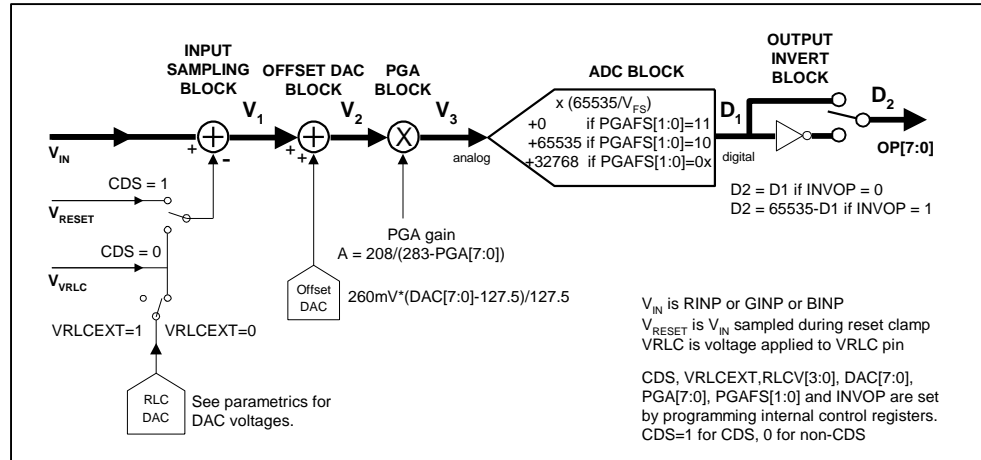 INPUT
SAMPLING
BLOCK
OFFSET DAC
BLOCK
PGA
BLOCK
ADC BLOCK
OUTPUT
INVERT
BLOCK
V1
V2
V3
D1
D2
x (65535/VFS)
+0 if PGAFS[1:0]=11
+65535 if PGAFS[1:0]=10
+32768 if PGAFS[1:0]=0x
analog
digital
VIN
+
-
+
+
X
OP[7:0]
CDS = 1
VRESET
CDS = 0
VVRLC
VRLCEXT=1
VRLCEXT=0
RLC
DAC
See parametrics for
DAC voltages.
PGA gain
A = 208/(283-PGA[7:0])
Offset
DAC
260mV*(DAC[7:0]-127.5)/127.5
D2 = D1 if INVOP = 0
D2 = 65535-D1 if INVOP = 1
VIN is RINP or GINP or BINP
VRESET is VIN sampled during reset clamp
VRLC is voltage applied to VRLC pin
CDS, VRLCEXT,RLCV[3:0], DAC[7:0],
PGA[7:0], PGAFS[1:0] and INVOP are set
by programming internal control registers.
CDS=1 for CDS, 0 for non-CDS